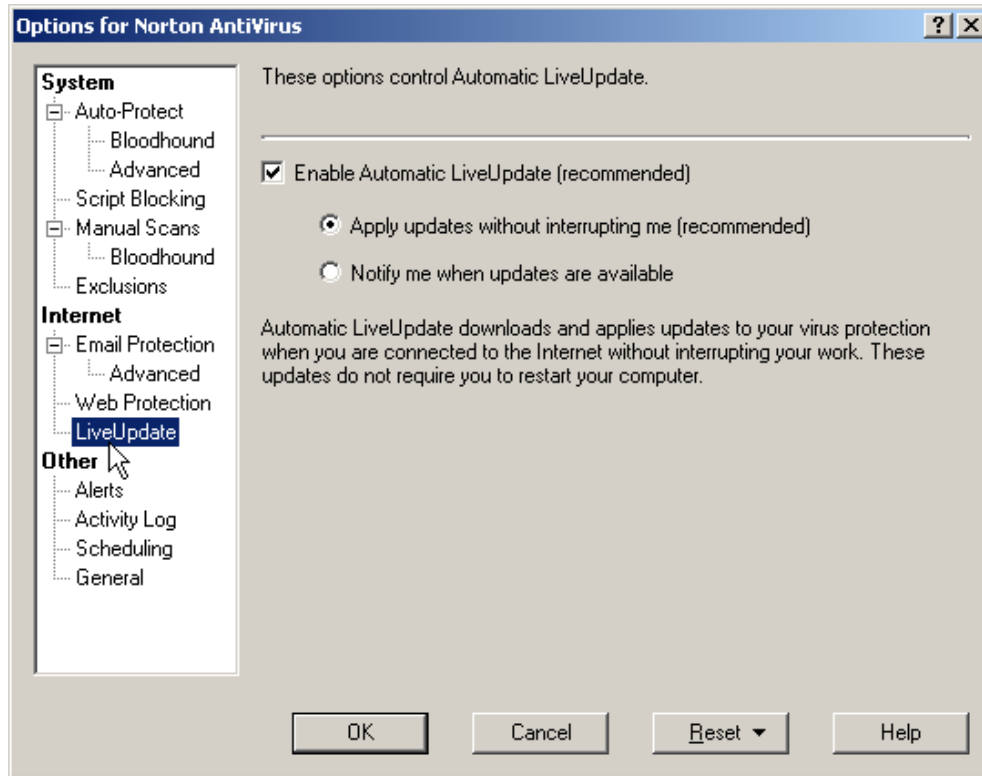 Options for Norton AntiVirus
System
Auto-Protect
Bloodhound
Advanced
Script Blocking
Manual Scans
Bloodhound
Exclusions
Internet
Email Protection
Advanced
Web Protection
LiveUpdate
Other
Alerts
Activity Log
Scheduling
General
These options control Automatic LiveUpdate.
Enable Automatic LiveUpdate (recommended)
Apply updates without interrupting me (recommended)
Notify me when updates are available
Automatic LiveUpdate downloads and applies updates to your virus protection
when you are connected to the Internet without interrupting your work. These
updates do not require you to restart your computer.
OK
Cancel
Reset
Help